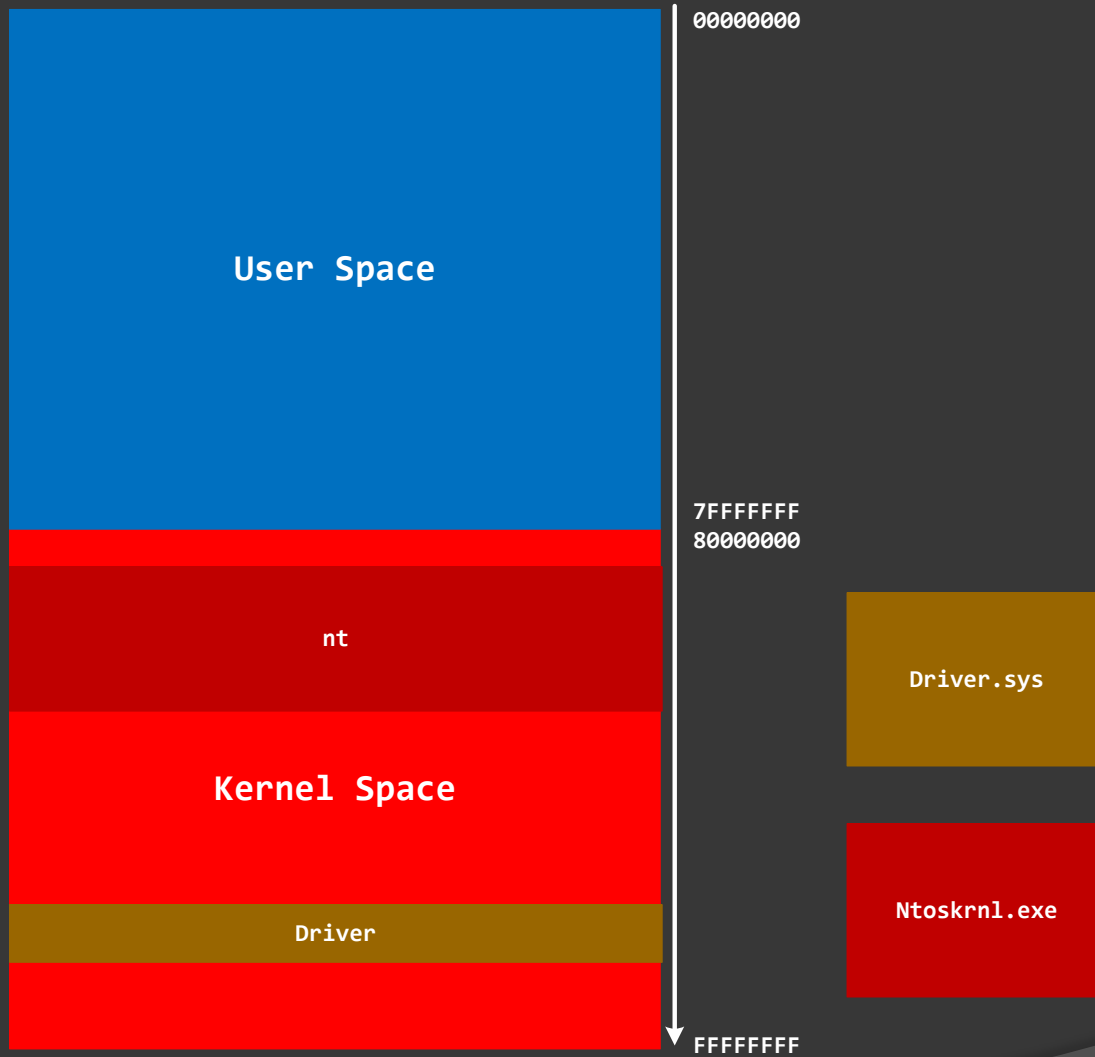 00000000
User Space
7FFFFFFF
80000000
nt
Driver.sys
Kernel Space
Ntoskrnl.exe
Driver
FFFFFFFF